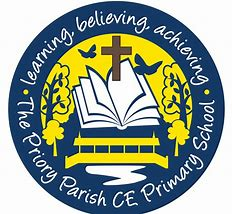 • learning, believing, achieving •
The Priory Parish CE Primary School